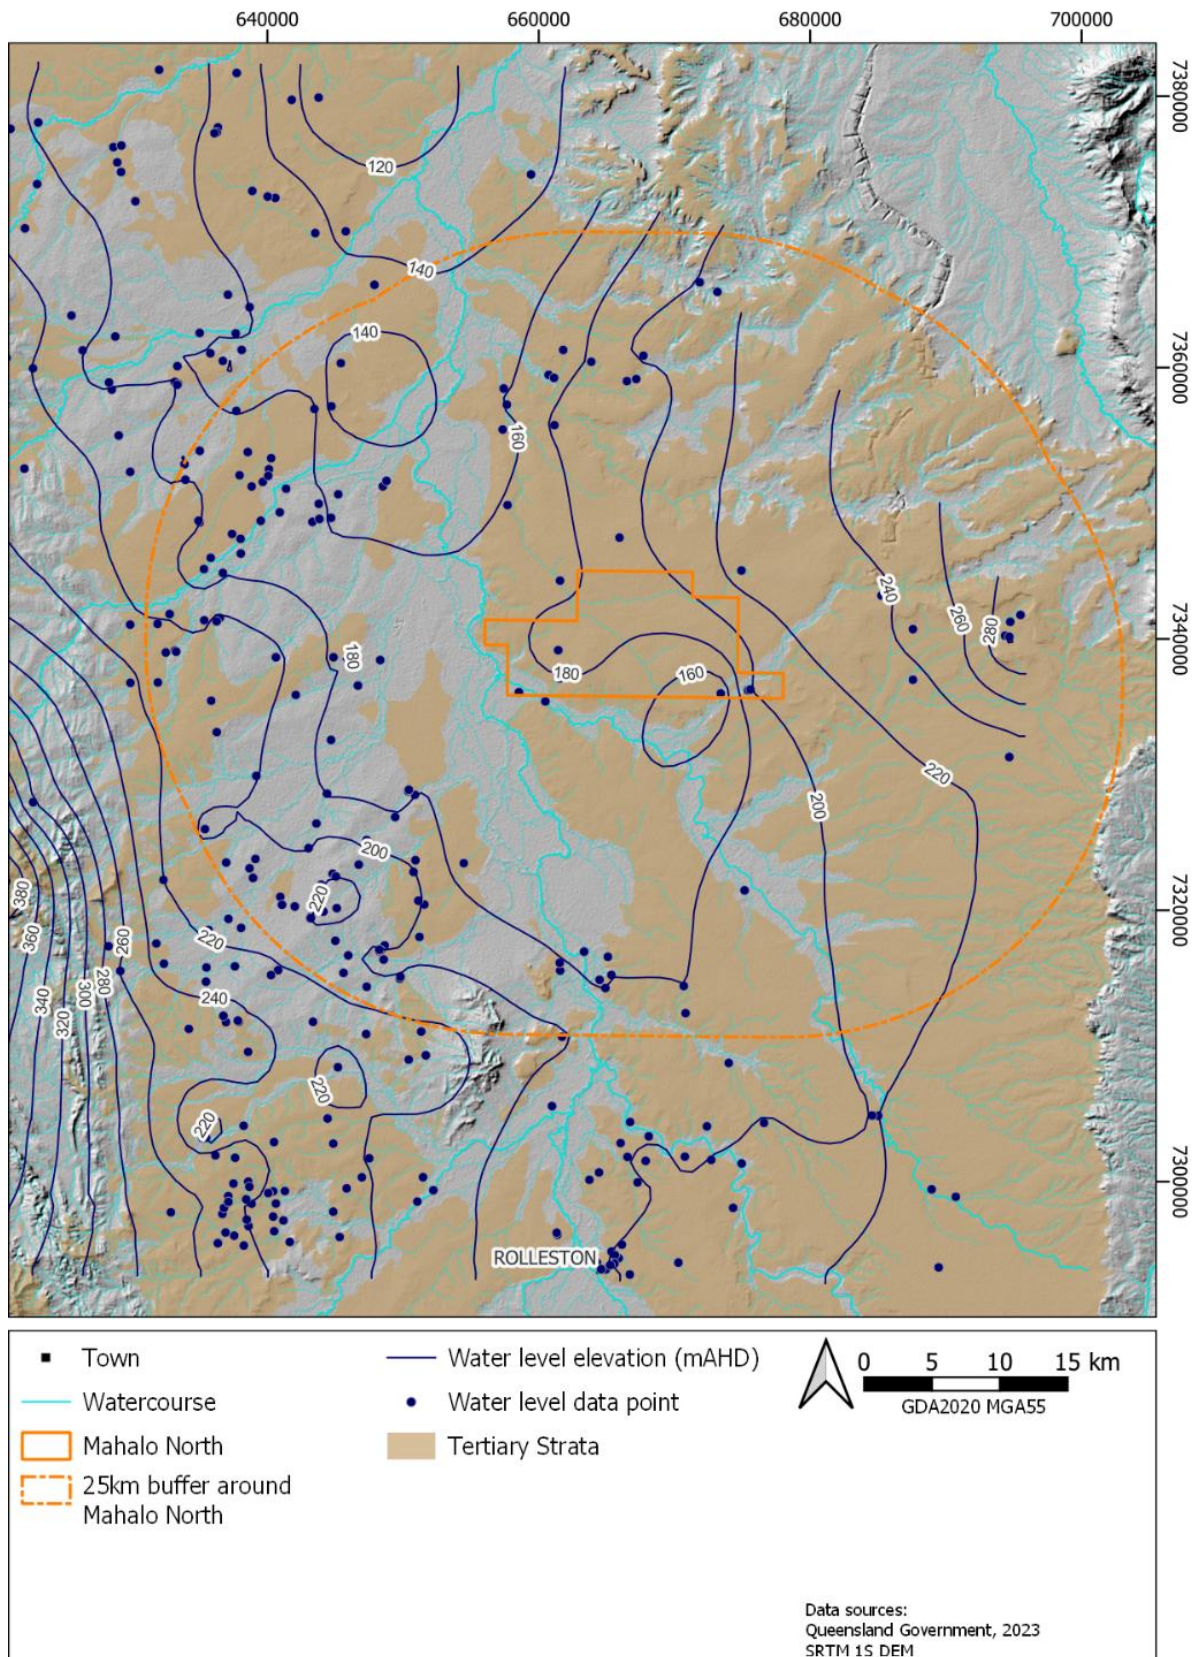 640000
660000
680000
700000
7380000
120
140
140
7360000
160
240
260
280
7340000
180
180
160
220
200
200
220
380
360
340
320
300
280
260
220
240
7320000
220
220
7300000
ROLLESTON
Town
Watercourse
Mahalo North
25km buffer around
Mahalo North
Water level elevation (mAHD)
Water level data point
Tertiary Strata
0 5 10 15 km
GDA2020 MGA55
Data sources:
Queensland Government, 2023
SRTM 1S DEM